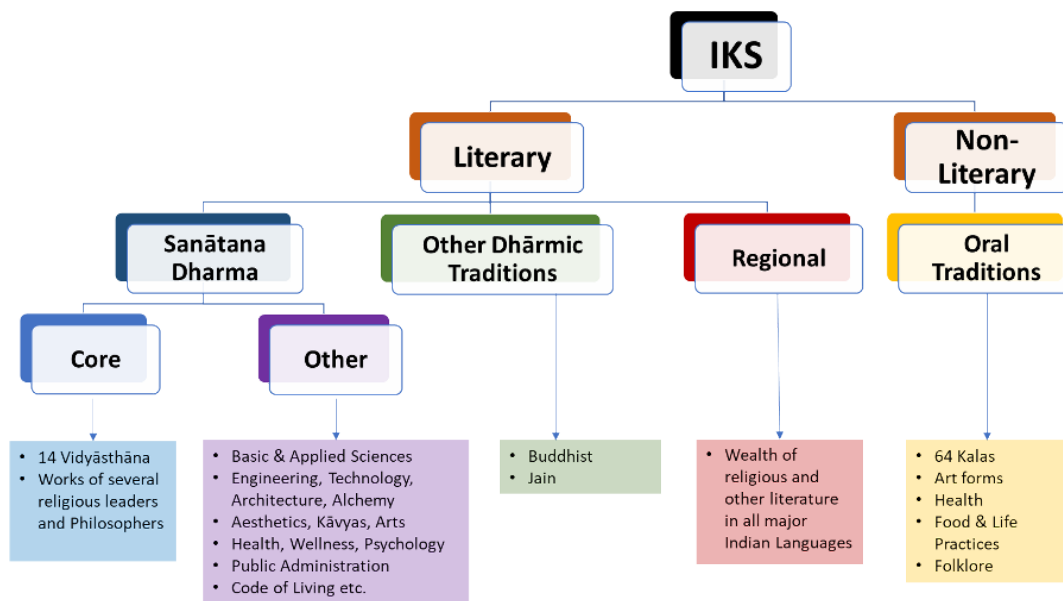 IKS
Literary
Non-
Literary
Sanātana
Dharma
Other Dhārmic
Traditions
Regional
Oral
Traditions
Core
Other
• 14 Vidyāsthāna
• Works of several
religious leaders
and Philosophers
• Basic & Applied Sciences
• Engineering, Technology,
Architecture, Alchemy
• Aesthetics, Kāvyas, Arts
• Health, Wellness, Psychology
• Public Administration
• Code of Living etc.
• Buddhist
• Jain
• Wealth of
religious and
other literature
in all major
Indian Languages
• 64 Kalas
• Art forms
• Health
• Food & Life
Practices
• Folklore